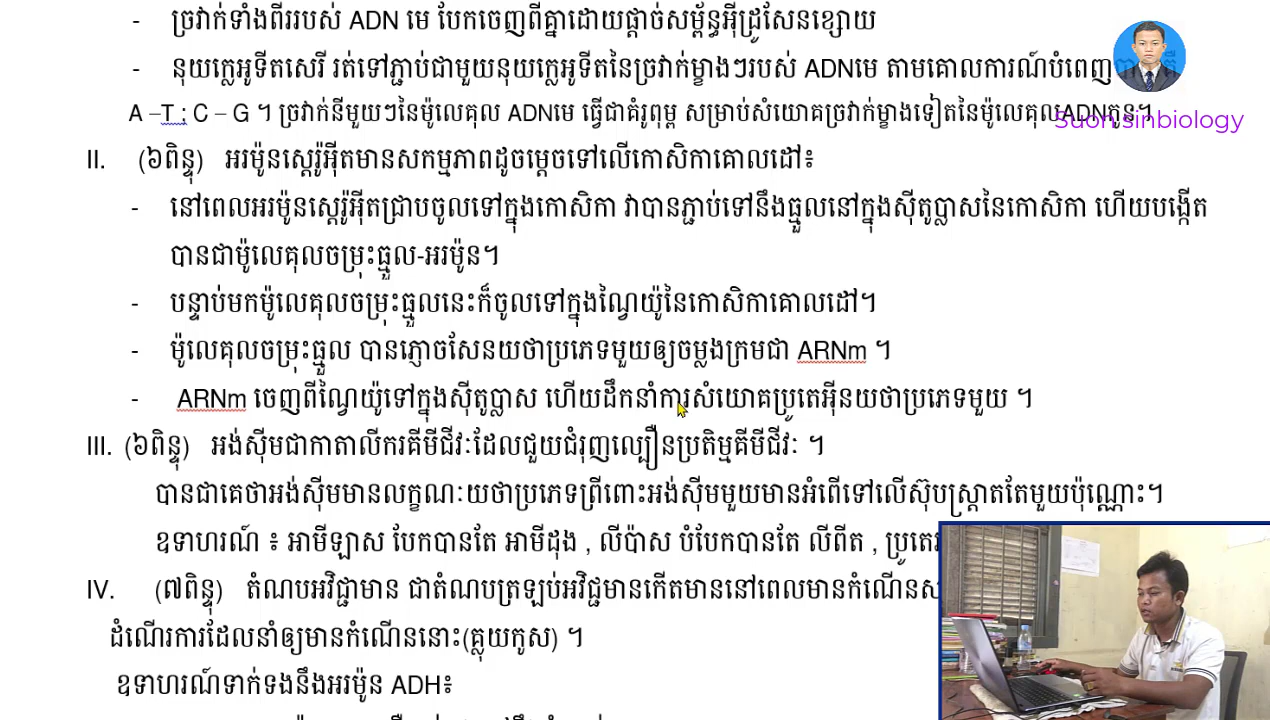 - ច្រវាក់ទាំងពីររបស់ ADN មេ បែកចេញពីគ្នាដោយផ្តាច់សម្ព័ន្ធអ៊ីដ្រូសែនខ្សោយ
- នុយក្លេអូទីតសេរី រត់ទៅភ្ជាប់ជាមួយនុយក្លេអូទីតនៃច្រវាក់ម្ខាងៗរបស់ ADNមេ តាមគោលការណ៍បំពេញ
A –T ; C – G ។ ច្រវាក់នីមួយៗនៃម៉ូលេគុល ADNមេ ធ្វើជាគំរូពុម្ព សម្រាប់សំយោគច្រវាក់ម្ខាងទៀតនៃម៉ូលេគុលADNកូន។
Suon sinbiology
II. (៦ពិន្ទុ) អរម៉ូនស្តេរ៉ូអ៊ីតមានសកម្មភាពដូចម្តេចទៅលើកោសិកាគោលដៅ៖
- នៅពេលអរម៉ូនស្តេរ៉ូអ៊ីតជ្រាបចូលទៅក្នុងកោសិកា វាបានភ្ជាប់ទៅនឹងធ្មួលនៅក្នុងស៊ីតូប្លាសនៃកោសិកា ហើយបង្កើត
បានជាម៉ូលេគុលចម្រុះធ្មួល-អរម៉ូន។
- បន្ទាប់មកម៉ូលេគុលចម្រុះធ្មួលនេះក៏ចូលទៅក្នុងណ្វៃយ៉ូនៃកោសិកាគោលដៅ។
- ម៉ូលេគុលចម្រុះធ្មួល បានភ្ញោចសែនយថាប្រភេទមួយឲ្យចម្លងក្រមជា ARNm ។
- ARNm ចេញពីណ្វៃយ៉ូទៅក្នុងស៊ីតូប្លាស ហើយដឹកនាំការសំយោគប្រូតេអ៊ីនយថាប្រភេទមួយ ។
III. (៦ពិន្ទុ) អង់ស៊ីមជាកាតាលីករគីមីជីវៈដែលជួយជំរុញល្បឿនប្រតិម្មគីមីជីវៈ ។
បានជាគេថាអង់ស៊ីមមានលក្ខណៈយថាប្រភេទព្រីពោះអង់ស៊ីមមួយមានអំពើទៅលើស៊ុបស្ត្រាតតែមួយប៉ុណ្ណោះ។
ឧទាហរណ៍ ៖ អាមីឡាស បែកបានតែ អាមីដុង , លីប៉ាស បំបែកបានតែ លីពីត ,
IV. (៧ពិន្ទុ) តំណបអវិជ្ជាមាន ជាតំណបត្រឡប់អវិជ្ជមានកើតមាននៅពេលមានកំណើន
ដំណើរការដែលនាំឲ្យមានកំណើននោះ(គ្លុយកូស) ។
ឧទាហរណ៍ទាក់ទងនឹងអរម៉ូន ADH៖